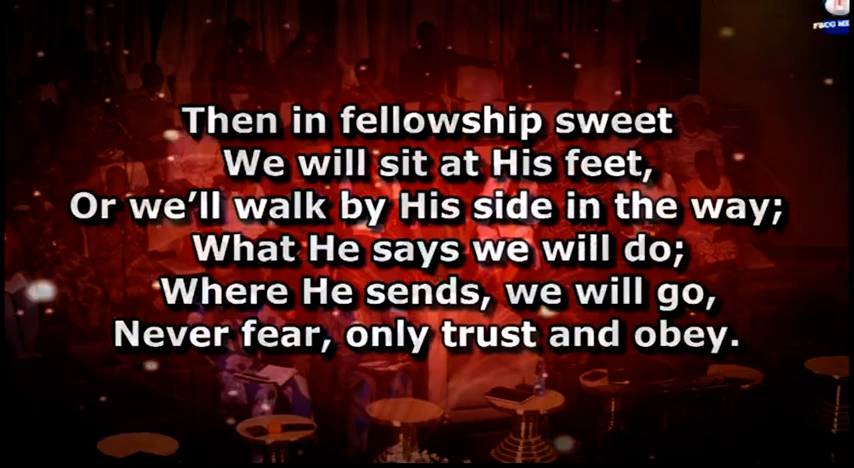 FBCG ME
Then in fellowship sweet
We will sit at His feet,
Or we’ll walk by His side in the way;
What He says we will do;
Where He sends, we will go,
Never fear, only trust and obey.